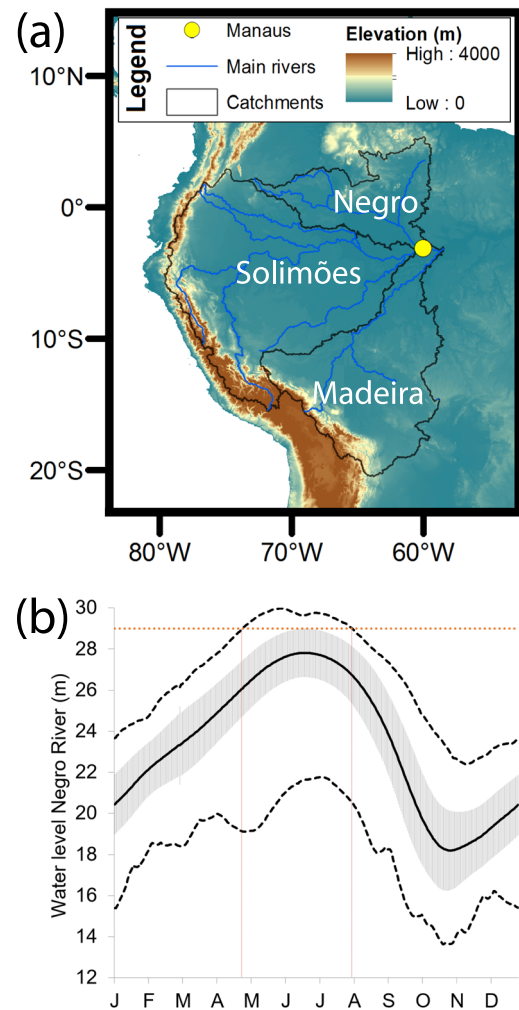 (a)
Legend
Manaus
Main rivers
Catchments
Elevation (m)
High : 4000
Low : 0
10°N
0°
10°S
20°S
Negro
Solimões
Madeira
80°W 70°W 60°W
(b)
Water level Negro River (m)
30
28
26
24
22
20
18
16
14
12
J F M A M J J A S O N D